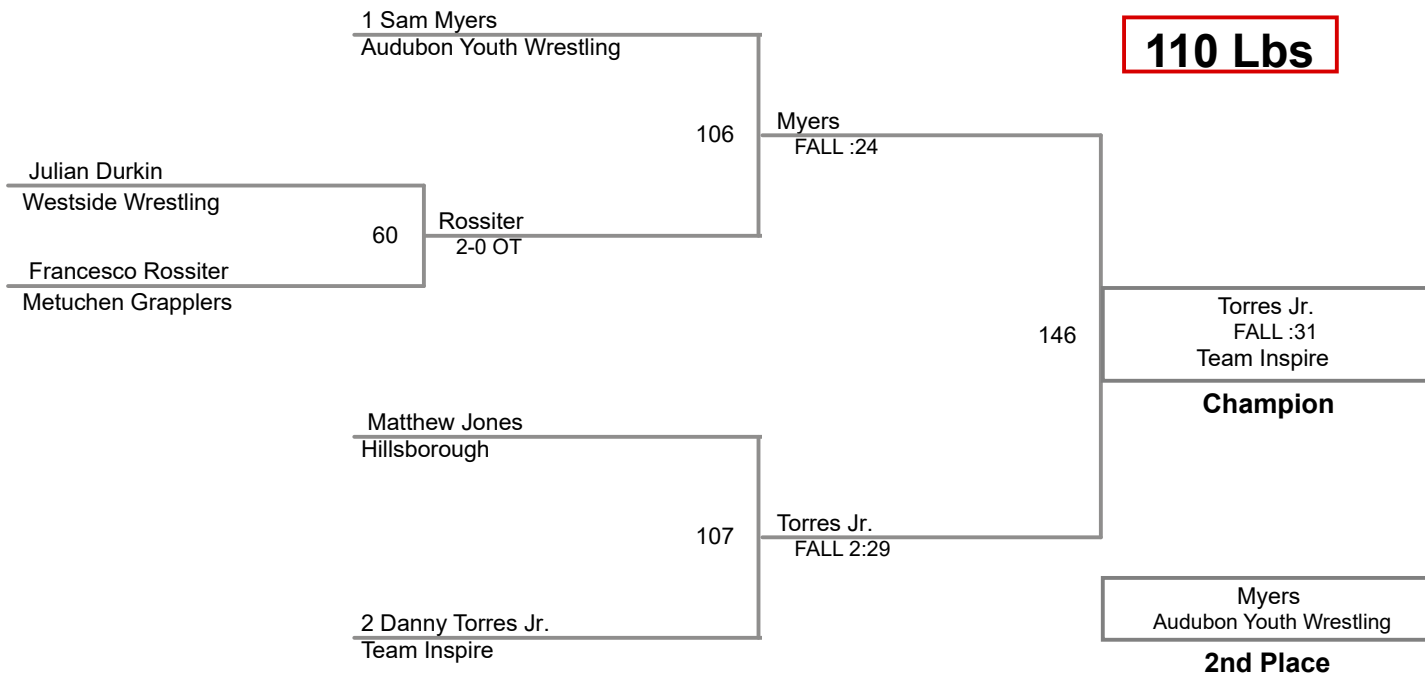 1 Sam Myers
Audubon Youth Wrestling
110 Lbs
106
Myers
FALL :24
Julian Durkin
Westside Wrestling
60
Rossiter
2-0 OT
Francesco Rossiter
Metuchen Grapplers
146
Torres Jr.
FALL :31
Team Inspire
Champion
Matthew Jones
Hillsborough
107
Torres Jr.
FALL 2:29
2 Danny Torres Jr.
Team Inspire
Myers
Audubon Youth Wrestling
2nd Place